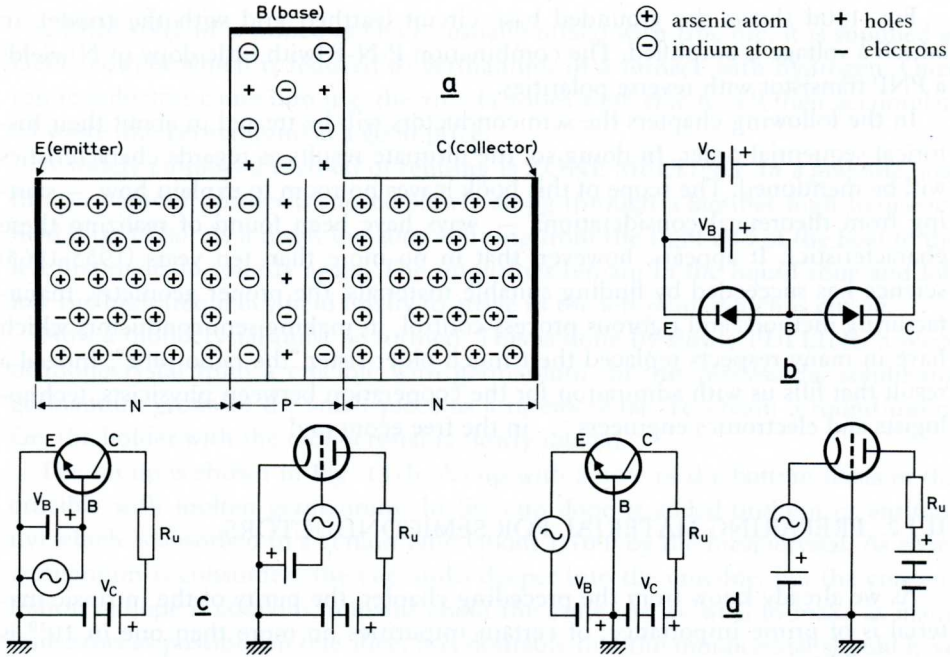 B (base)
⊕ arsenic atom + holes
⊖ indium atom − electrons
a
E (emitter)
C (collector)
N P N
V_C +
V_B +
E B C
b
E C
V_B + B
R_u
V_C +
c
+
R_u
+
E C
B
R_u
V_B V_C
+ +
d
+
R_u
+